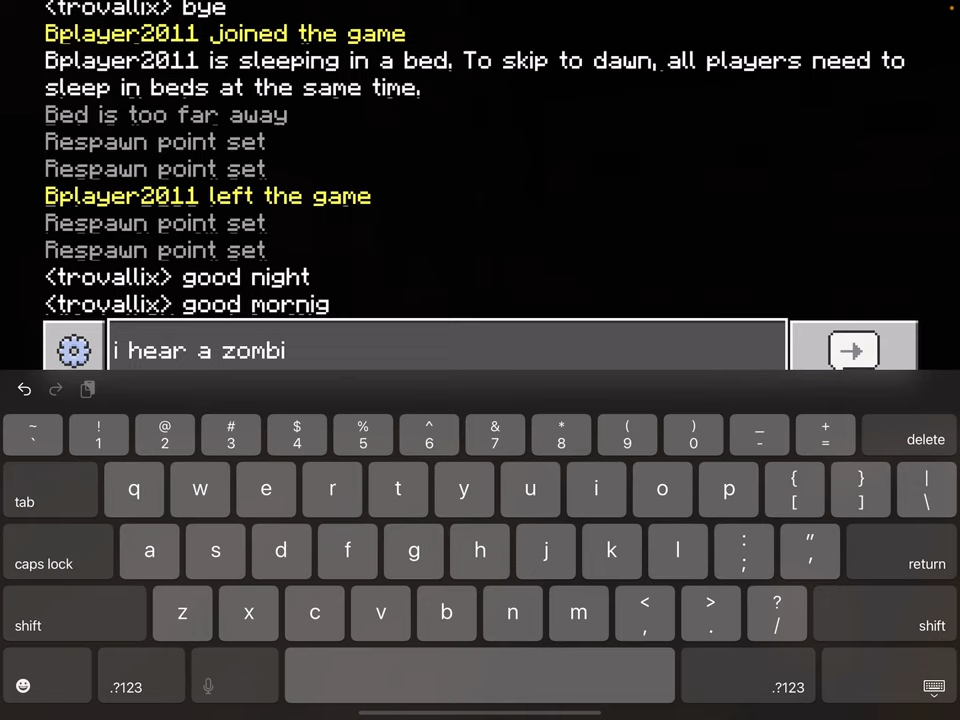 <trovallix> bye
Bplayer2011 joined the game
Bplayer2011 is sleeping in a bed. To skip to dawn, all players need to
sleep in beds at the same time.
Bed is too far away
Respawn point set
Respawn point set
Bplayer2011 left the game
Respawn point set
Respawn point set
<trovallix> good night
<trovallix> good mornig
i hear a zombi
~ ! @ # $ % ^ & * ( ) _ +
` 1 2 3 4 5 6 7 8 9 0 - = delete
tab q w e r t y u i o p { [ } ] | \
caps lock a s d f g h j k l : ; " ' return
shift z x c v b n m < , > . ? / shift
.?123 .?123